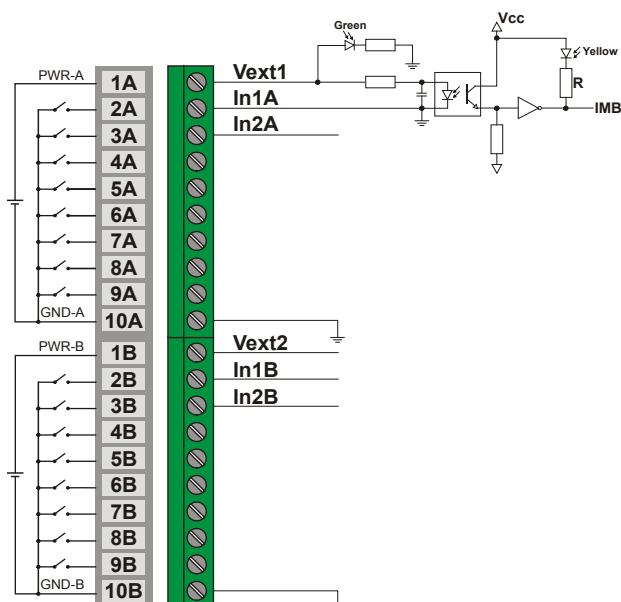 Vcc
Green
Yellow
R
IMB
PWR-A
1A
Vext1
2A
In1A
3A
In2A
4A
5A
6A
7A
8A
9A
GND-A
10A
PWR-B
1B
Vext2
2B
In1B
3B
In2B
4B
5B
6B
7B
8B
9B
GND-B
10B